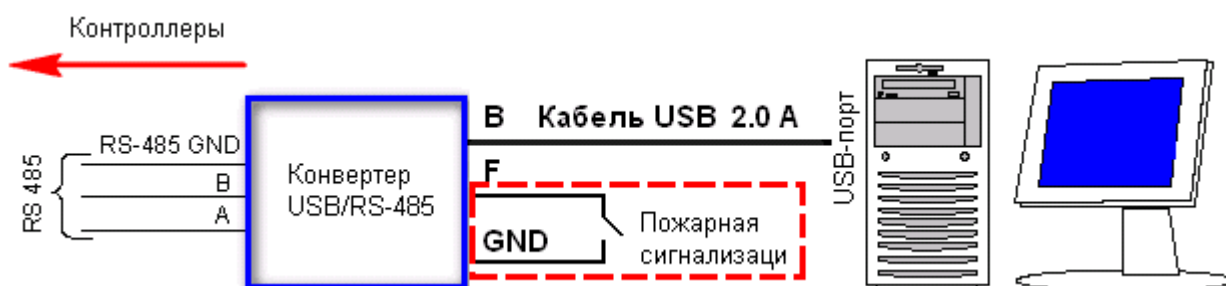 Контроллеры
RS 485
RS-485 GND
B
A
Конвертер
USB/RS-485
B Кабель USB 2.0 A
F
GND
Пожарная
сигнализаци
USB-порт